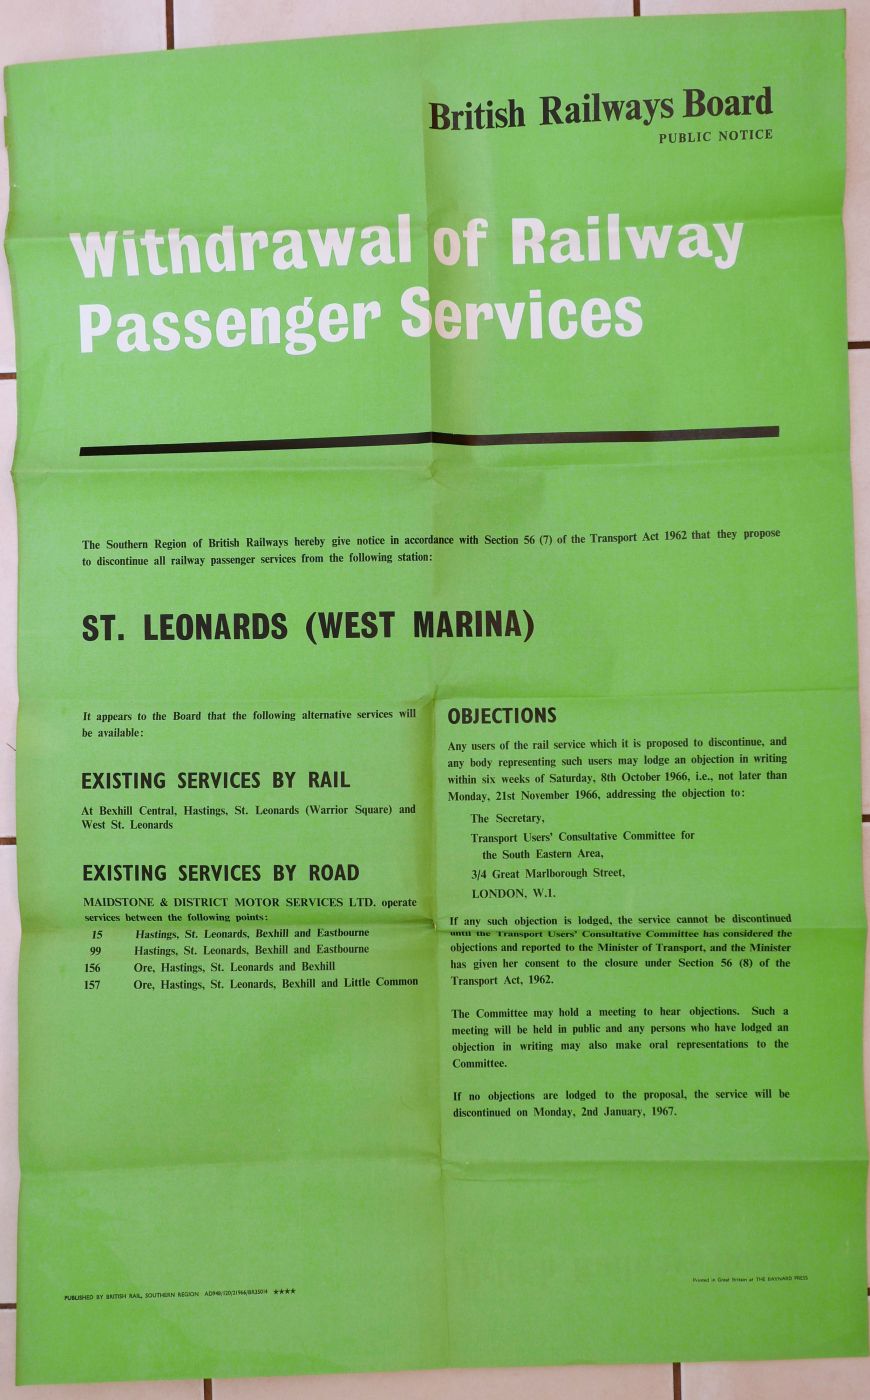 British Railways Board
PUBLIC NOTICE
Withdrawal of Railway
Passenger Services
The Southern Region of British Railways hereby give notice in accordance with Section 56 (7) of the Transport Act 1962 that they propose
to discontinue all railway passenger services from the following station:
ST. LEONARDS (WEST MARINA)
It appears to the Board that the following alternative services will
be available:
EXISTING SERVICES BY RAIL
At Bexhill Central, Hastings, St. Leonards (Warrior Square) and
West St. Leonards
EXISTING SERVICES BY ROAD
MAIDSTONE & DISTRICT MOTOR SERVICES LTD. operate
services between the following points:
15 Hastings, St. Leonards, Bexhill and Eastbourne
99 Hastings, St. Leonards, Bexhill and Eastbourne
156 Ore, Hastings, St. Leonards and Bexhill
157 Ore, Hastings, St. Leonards, Bexhill and Little Common
OBJECTIONS
Any users of the rail service which it is proposed to discontinue, and
any body representing such users may lodge an objection in writing
within six weeks of Saturday, 8th October 1966, i.e., not later than
Monday, 21st November 1966, addressing the objection to:
The Secretary,
Transport Users' Consultative Committee for
the South Eastern Area,
3/4 Great Marlborough Street,
LONDON, W.1.
If any such objection is lodged, the service cannot be discontinued
until the Transport Users' Consultative Committee has considered the
objections and reported to the Minister of Transport, and the Minister
has given her consent to the closure under Section 56 (8) of the
Transport Act, 1962.
The Committee may hold a meeting to hear objections. Such a
meeting will be held in public and any persons who have lodged an
objection in writing may also make oral representations to the
Committee.
If no objections are lodged to the proposal, the service will be
discontinued on Monday, 2nd January, 1967.
PUBLISHED BY BRITISH RAIL, SOUTHERN REGION ★★★★
Printed in Great Britain at THE BAYNARD PRESS